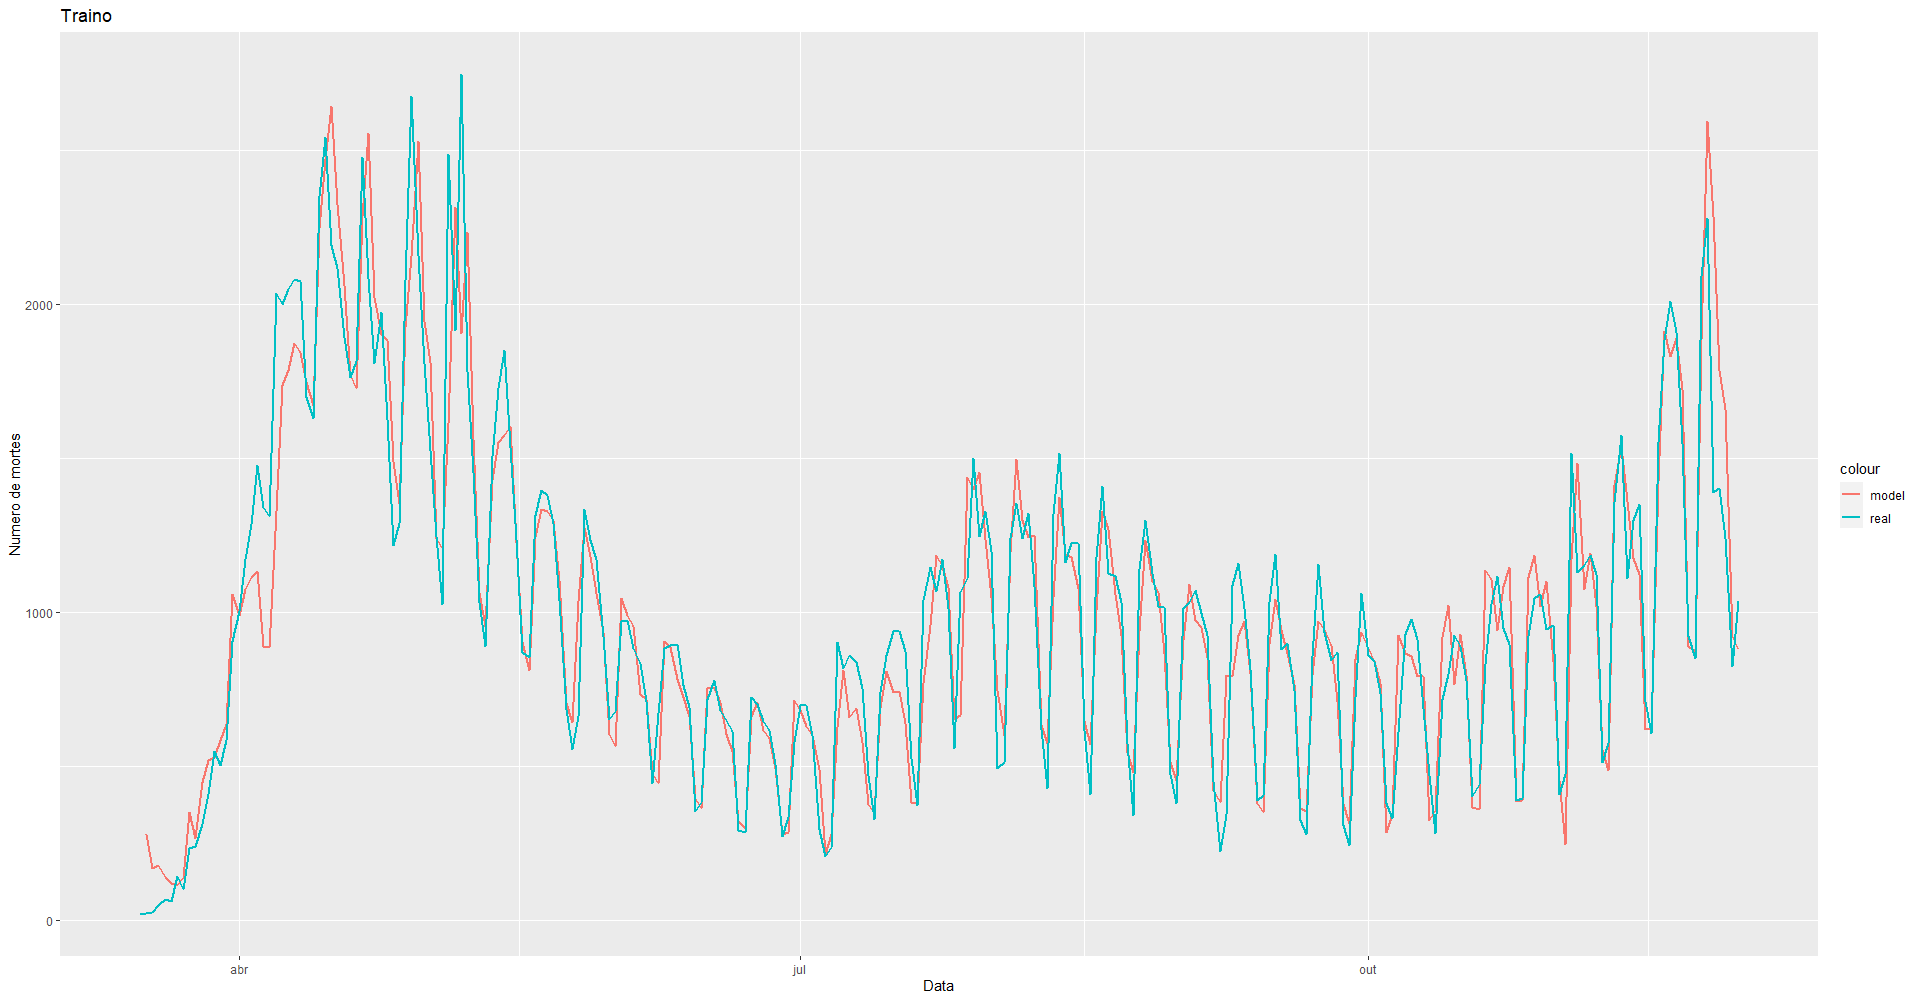 Traino
Numero de mortes
2000
1000
0
abr
jul
out
Data
colour
model
real